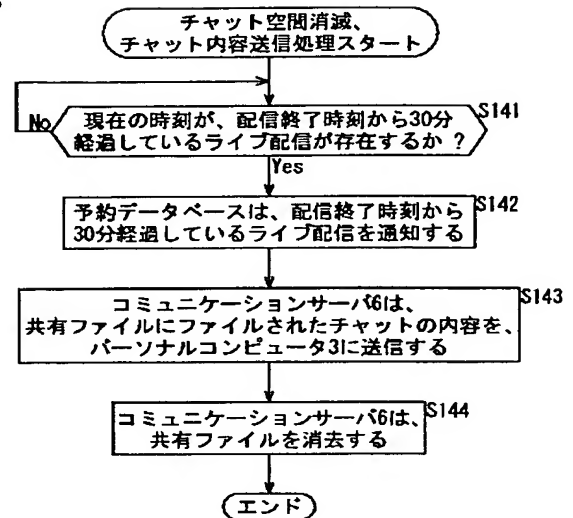 チャット空間消滅、
チャット内容送信処理スタート
No
現在の時刻が、配信終了時刻から30分
経過しているライブ配信が存在するか ?
S141
Yes
予約データベースは、配信終了時刻から
30分経過しているライブ配信を通知する
S142
コミュニケーションサーバ6は、
共有ファイルにファイルされたチャットの内容を、
パーソナルコンピュータ3に送信する
S143
コミュニケーションサーバ6は、
共有ファイルを消去する
S144
エンド